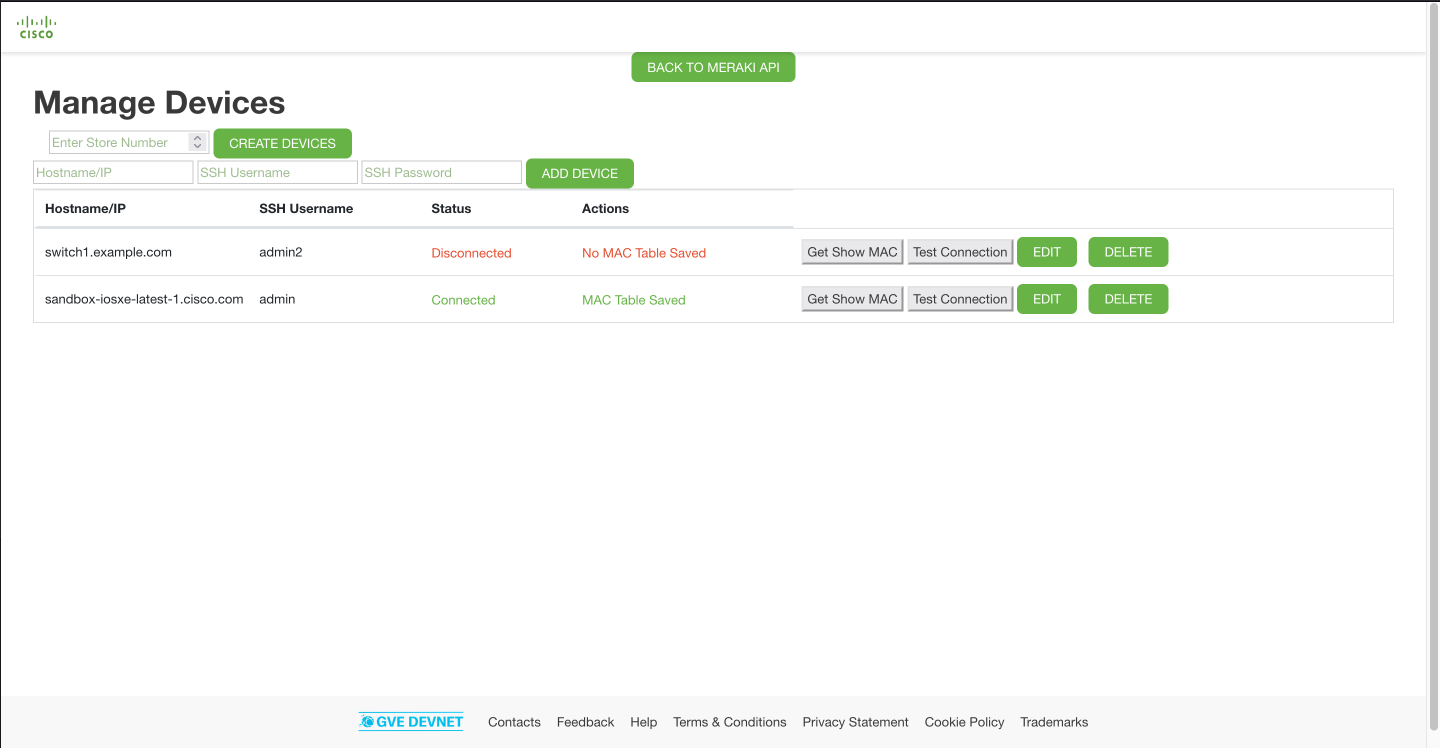 CISCO
BACK TO MERAKI API
Manage Devices
Enter Store Number CREATE DEVICES
Hostname/IP SSH Username SSH Password ADD DEVICE
Hostname/IP SSH Username Status Actions
switch1.example.com admin2 Disconnected No MAC Table Saved Get Show MAC Test Connection EDIT DELETE
sandbox-iosxe-latest-1.cisco.com admin Connected MAC Table Saved Get Show MAC Test Connection EDIT DELETE
GVE DEVNET Contacts Feedback Help Terms & Conditions Privacy Statement Cookie Policy Trademarks